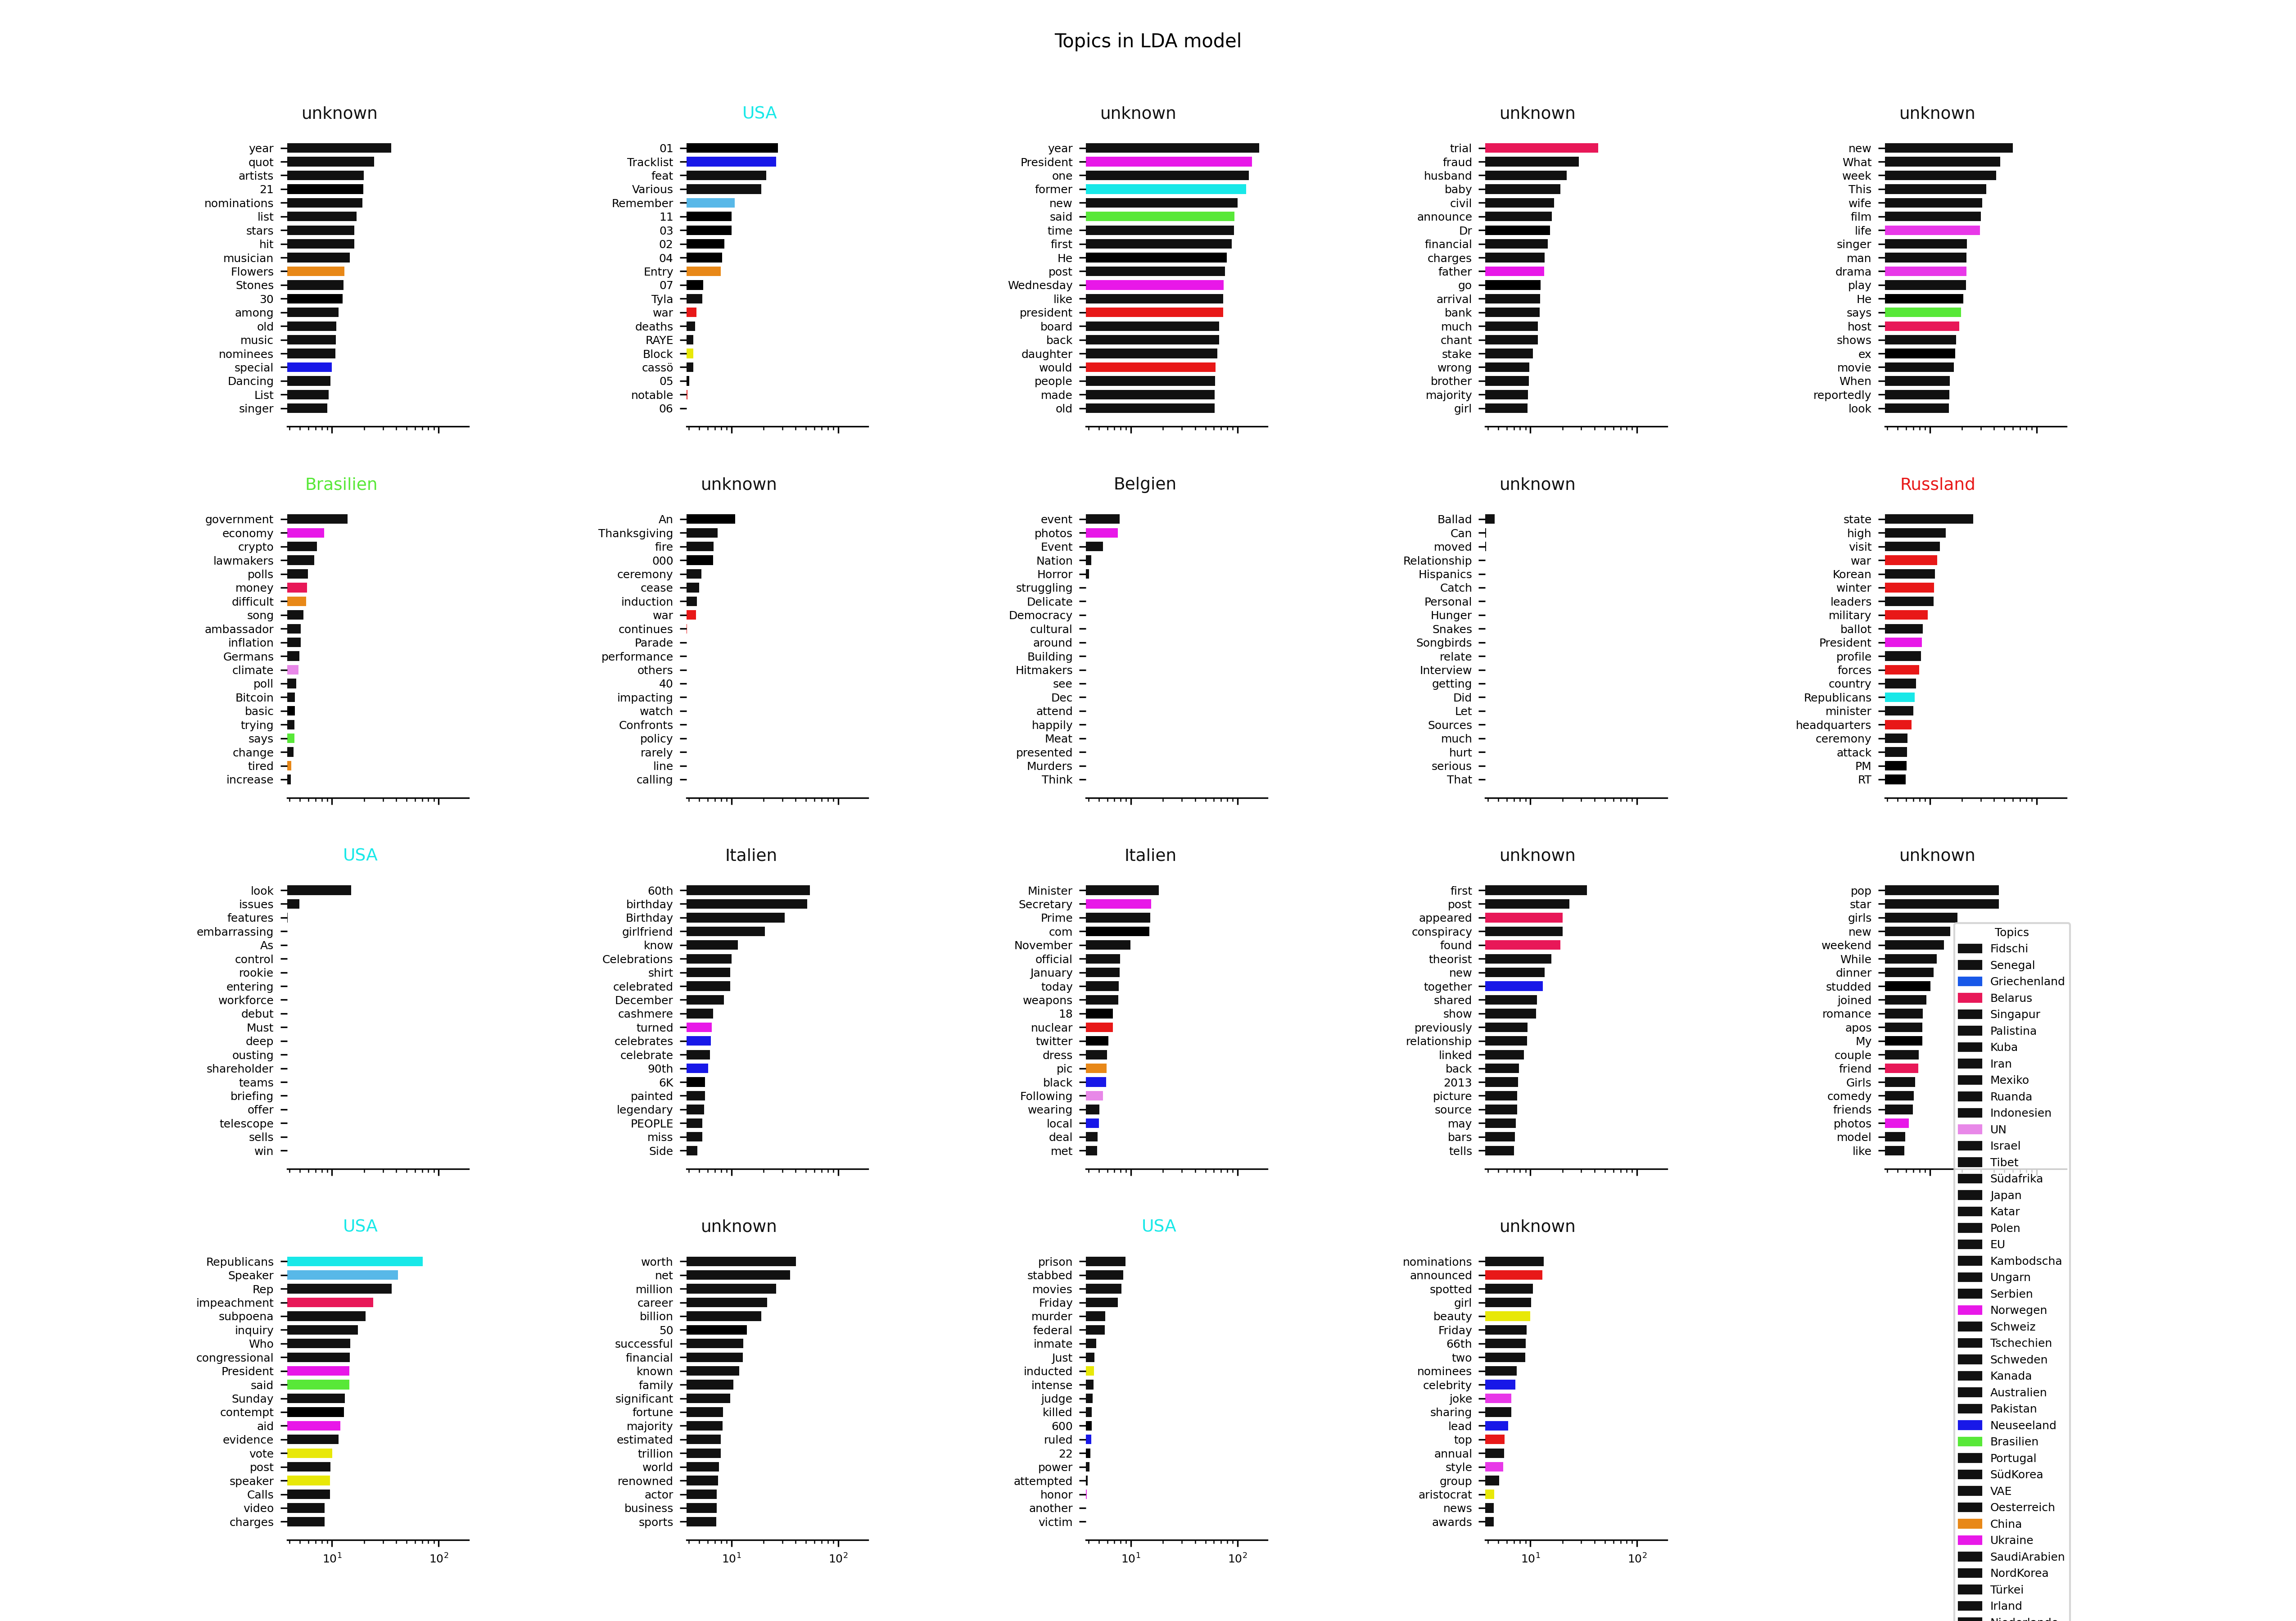 Topics in LDA model
unknown
year
quot
artists
21
nominations
list
stars
hit
musician
Flowers
Stones
30
among
old
music
nominees
special
Dancing
List
singer
USA
01
Tracklist
feat
Various
Remember
11
03
02
04
Entry
07
Tyla
war
deaths
RAYE
Block
cassö
05
notable
06
unknown
year
President
one
former
new
said
time
first
He
post
Wednesday
like
president
board
back
daughter
would
people
made
old
unknown
trial
fraud
husband
baby
civil
announce
Dr
financial
charges
father
go
arrival
bank
much
chant
stake
wrong
brother
majority
girl
unknown
new
What
week
This
wife
film
life
singer
man
drama
play
He
says
host
shows
ex
movie
When
reportedly
look
Brasilien
government
economy
crypto
lawmakers
polls
money
difficult
song
ambassador
inflation
Germans
climate
poll
Bitcoin
basic
trying
says
change
tired
increase
unknown
An
Thanksgiving
fire
000
ceremony
cease
induction
war
continues
Parade
performance
others
40
impacting
watch
Confronts
policy
rarely
line
calling
Belgien
event
photos
Event
Nation
Horror
struggling
Delicate
Democracy
cultural
around
Building
Hitmakers
see
Dec
attend
happily
Meat
presented
Murders
Think
unknown
Ballad
Can
moved
Relationship
Hispanics
Catch
Personal
Hunger
Snakes
Songbirds
relate
Interview
getting
Did
Let
Sources
much
hurt
serious
That
Russland
state
high
visit
war
Korean
winter
leaders
military
ballot
President
profile
forces
country
Republicans
minister
headquarters
ceremony
attack
PM
RT
USA
look
issues
features
embarrassing
As
control
rookie
entering
workforce
debut
Must
deep
ousting
shareholder
teams
briefing
offer
telescope
sells
win
Italien
60th
birthday
Birthday
girlfriend
know
Celebrations
shirt
celebrated
December
cashmere
turned
celebrates
celebrate
90th
6K
painted
legendary
PEOPLE
miss
Side
Italien
Minister
Secretary
Prime
com
November
official
January
today
weapons
18
nuclear
twitter
dress
pic
black
Following
wearing
local
deal
met
unknown
first
post
appeared
conspiracy
found
theorist
new
together
shared
show
previously
relationship
linked
back
2013
picture
source
may
bars
tells
unknown
pop
star
girls
new
weekend
While
dinner
studded
joined
romance
apos
My
couple
friend
Girls
comedy
friends
photos
model
like
USA
Republicans
Speaker
Rep
impeachment
subpoena
inquiry
Who
congressional
President
said
Sunday
contempt
aid
evidence
vote
post
speaker
Calls
video
charges
10¹ 10²
unknown
worth
net
million
career
billion
50
successful
financial
known
family
significant
fortune
majority
estimated
trillion
world
renowned
actor
business
sports
10¹ 10²
USA
prison
stabbed
movies
Friday
murder
federal
inmate
Just
inducted
intense
judge
killed
600
ruled
22
power
attempted
honor
another
victim
10¹ 10²
unknown
nominations
announced
spotted
girl
beauty
Friday
66th
two
nominees
celebrity
joke
sharing
lead
top
annual
style
group
aristocrat
news
awards
10¹ 10²
Topics
Fidschi
Senegal
Griechenland
Belarus
Singapur
Palistina
Kuba
Iran
Mexiko
Ruanda
Indonesien
UN
Israel
Tibet
Südafrika
Japan
Katar
Polen
EU
Kambodscha
Ungarn
Serbien
Norwegen
Schweiz
Tschechien
Schweden
Kanada
Australien
Pakistan
Neuseeland
Brasilien
Portugal
SüdKorea
VAE
Oesterreich
China
Ukraine
SaudiArabien
NordKorea
Türkei
Irland